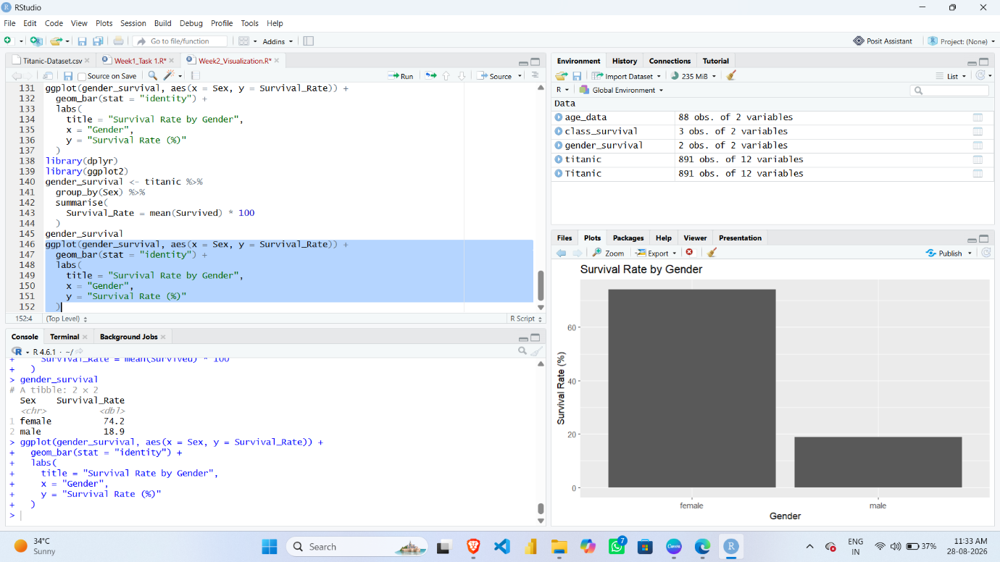 RStudio
File Edit Code View Plots Session Build Debug Profile Tools Help
Go to file/function Addins Posit Assistant Project: (None)
Titanic-Dataset.csv Week1_Task 1.R* Week2_Visualization.R*
Source on Save Run Source
131 ggplot(gender_survival, aes(x = Sex, y = Survival_Rate)) +
132 geom_bar(stat = "identity") +
133 labs(
134 title = "Survival Rate by Gender",
135 x = "Gender",
136 y = "Survival Rate (%)"
137 )
138 library(dplyr)
139 library(ggplot2)
140 gender_survival <- titanic %>%
141 group_by(Sex) %>%
142 summarise(
143 Survival_Rate = mean(Survived) * 100
144 )
145 gender_survival
146 ggplot(gender_survival, aes(x = Sex, y = Survival_Rate)) +
147 geom_bar(stat = "identity") +
148 labs(
149 title = "Survival Rate by Gender",
150 x = "Gender",
151 y = "Survival Rate (%)"
152 )
152:4 (Top Level) R Script
Console Terminal Background Jobs
R R 4.6.1 · ~/
+ Survival_Rate = mean(Survived) * 100
+ )
> gender_survival
# A tibble: 2 × 2
Sex Survival_Rate
<chr> <dbl>
1 female 74.2
2 male 18.9
> ggplot(gender_survival, aes(x = Sex, y = Survival_Rate)) +
+ geom_bar(stat = "identity") +
+ labs(
+ title = "Survival Rate by Gender",
+ x = "Gender",
+ y = "Survival Rate (%)"
+ )
>
Environment History Connections Tutorial
Import Dataset 235 MiB List
R Global Environment
Data
age_data 88 obs. of 2 variables
class_survival 3 obs. of 2 variables
gender_survival 2 obs. of 2 variables
titanic 891 obs. of 12 variables
Titanic 891 obs. of 12 variables
Files Plots Packages Help Viewer Presentation
Zoom Export Publish
Survival Rate by Gender
Survival Rate (%)
60
40
20
0
female male
Gender
34°C
Sunny
Search
7
Canva
R
ENG
IN
37%
11:33 AM
28-08-2026